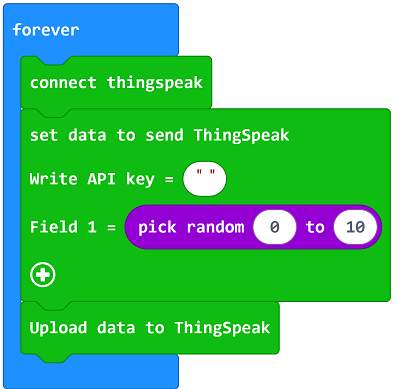 forever
connect thingspeak
set data to send ThingSpeak
Write API key = " "
Field 1 = pick random 0 to 10
Upload data to ThingSpeak